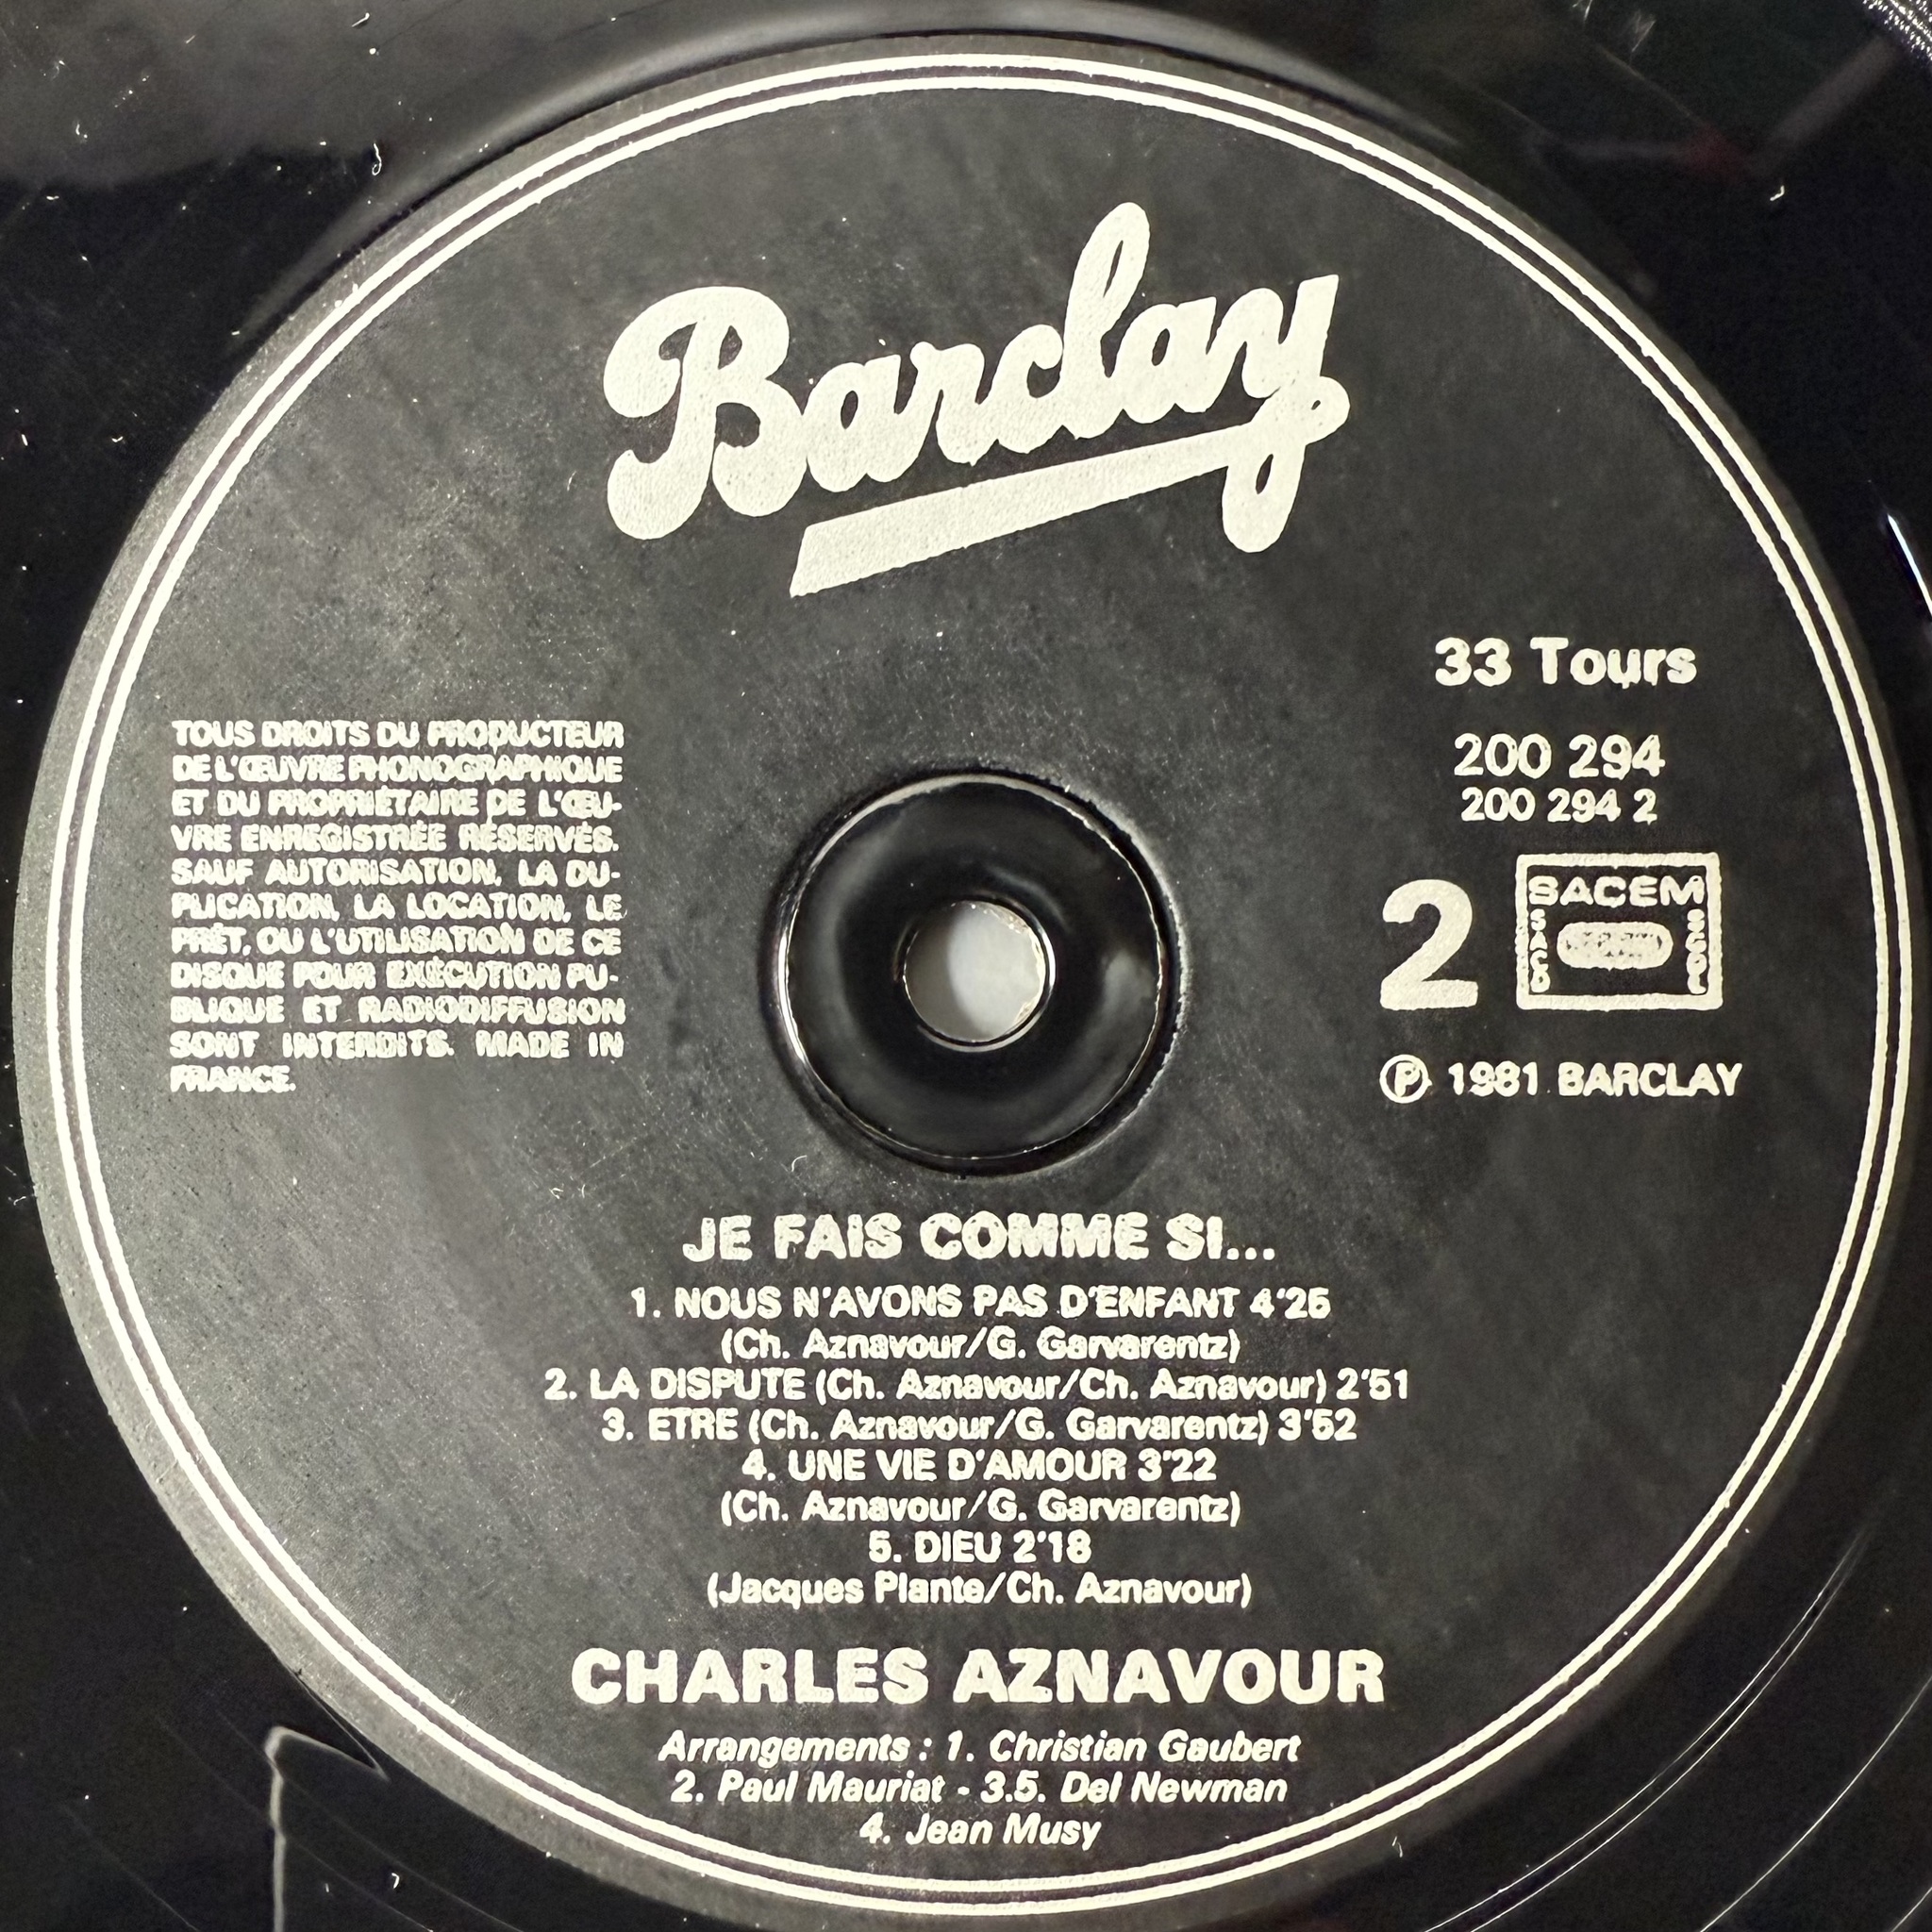 Barclay
33 Tours
200 294
200 294 2
2
SACEM
SACD
SGDL
Ⓟ 1981 BARCLAY
TOUS DROITS DU PRODUCTEUR
DE L'ŒUVRE PHONOGRAPHIQUE
ET DU PROPRIÉTAIRE DE L'ŒU-
VRE ENREGISTRÉE RÉSERVÉS.
SAUF AUTORISATION, LA DU-
PLICATION, LA LOCATION, LE
PRÊT, OU L'UTILISATION DE CE
DISQUE POUR EXÉCUTION PU-
BLIQUE ET RADIODIFFUSION
SONT INTERDITS. MADE IN
FRANCE.
JE FAIS COMME SI...
1. NOUS N'AVONS PAS D'ENFANT 4'25
(Ch. Aznavour/G. Garvarentz)
2. LA DISPUTE (Ch. Aznavour/Ch. Aznavour) 2'51
3. ETRE (Ch. Aznavour/G. Garvarentz) 3'52
4. UNE VIE D'AMOUR 3'22
(Ch. Aznavour/G. Garvarentz)
5. DIEU 2'18
(Jacques Plante/Ch. Aznavour)
CHARLES AZNAVOUR
Arrangements : 1. Christian Gaubert
2. Paul Mauriat - 3.5. Del Newman
4. Jean Musy